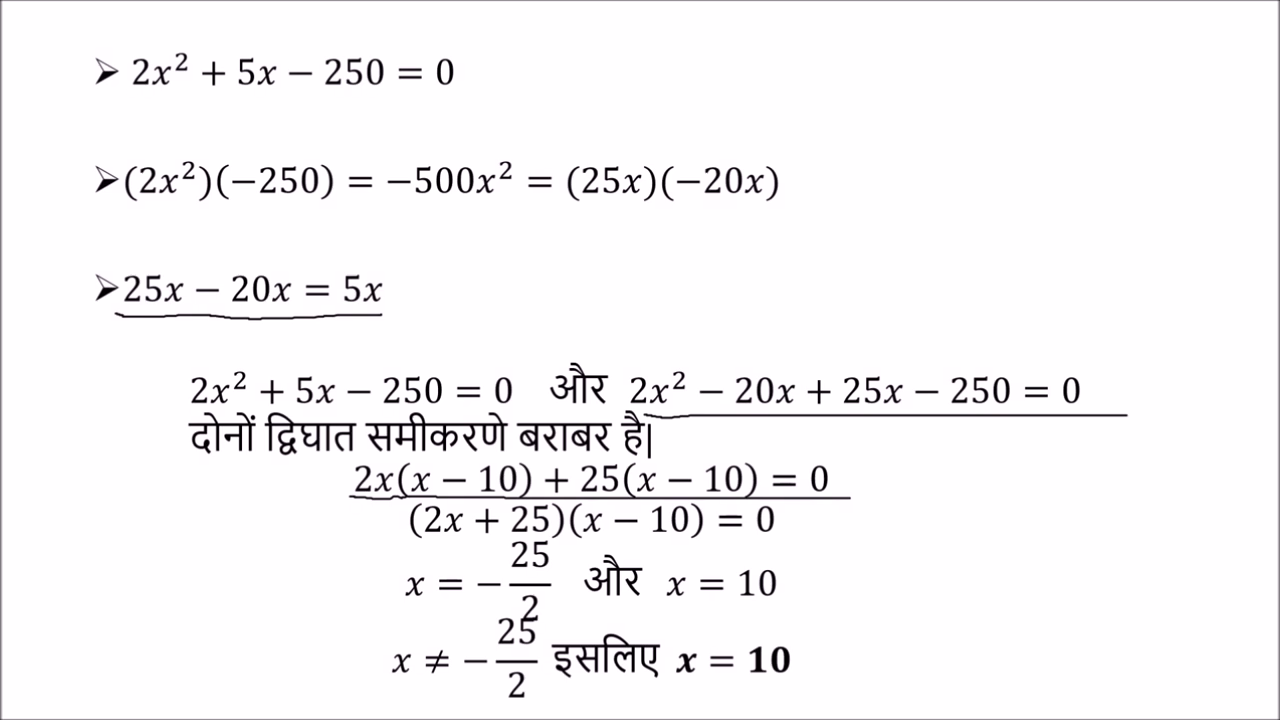 ➢ 2x² + 5x − 250 = 0
➢(2x²)(−250) = −500x² = (25x)(−20x)
➢25x − 20x = 5x
2x² + 5x − 250 = 0 और 2x² − 20x + 25x − 250 = 0
दोनों द्विघात समीकरणे बराबर है|
2x(x − 10) + 25(x − 10) = 0
(2x + 25)(x − 10) = 0
x = −25/2 और x = 10
x ≠ −25/2 इसलिए x = 10